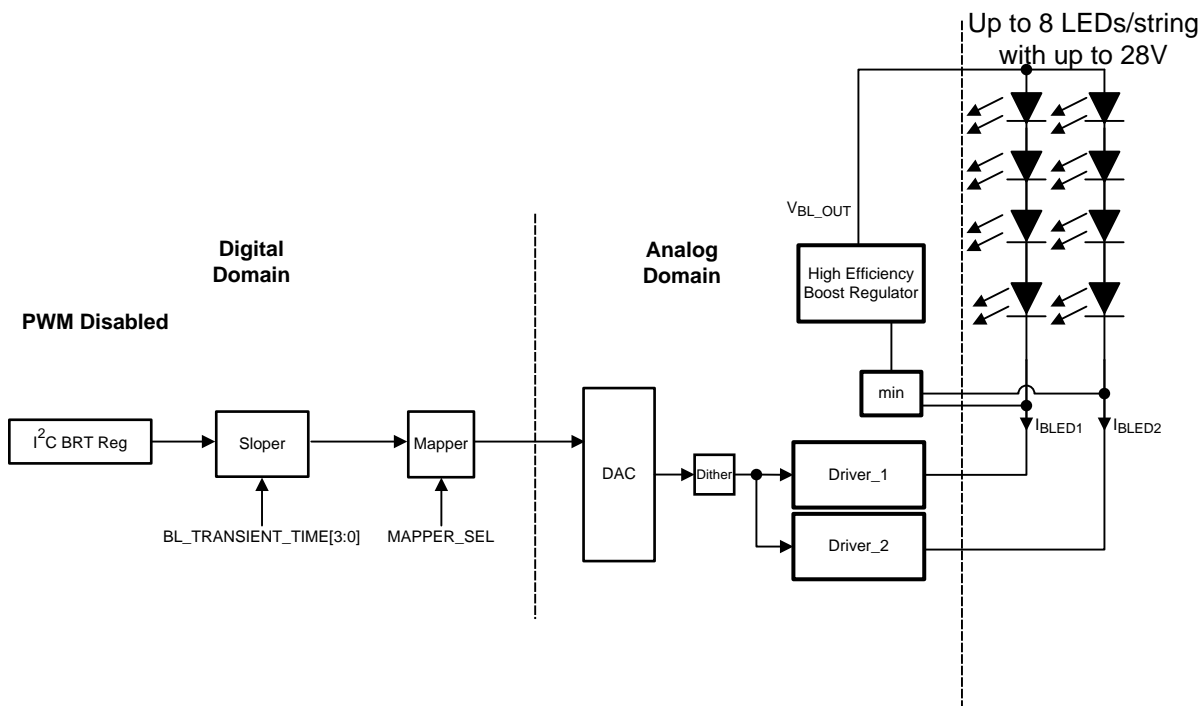 Up to 8 LEDs/string
with up to 28V
VBL_OUT
Digital
Domain
Analog
Domain
High Efficiency
Boost Regulator
PWM Disabled
min
I2C BRT Reg
Sloper
Mapper
IBLED1
IBLED2
DAC
Dither
Driver_1
BL_TRANSIENT_TIME[3:0]
MAPPER_SEL
Driver_2